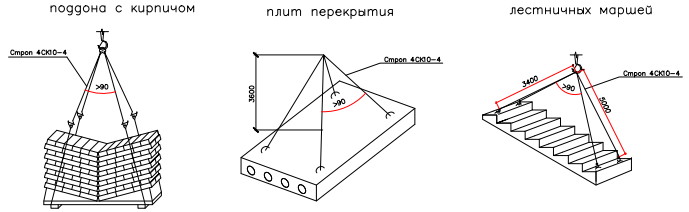 поддона с кирпичом
плит перекрытия
лестничных маршей
Строп 4СК10-4
>90
Строп 4СК10-4
3600
>90
3400
Строп 4СК10-4
>90
5000